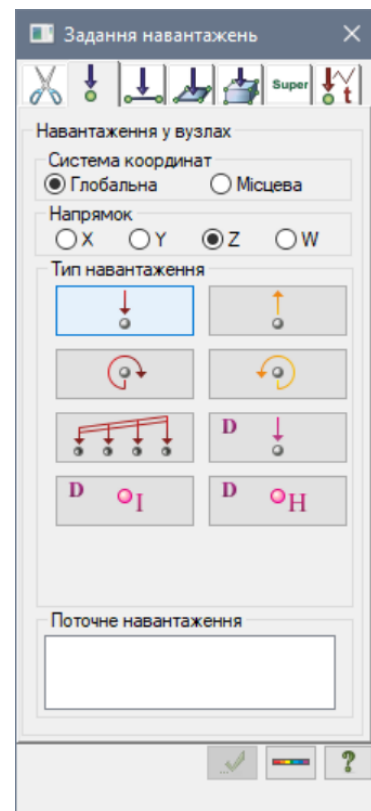 Задання навантажень
Super
t
Навантаження у вузлах
Система координат
Глобальна Місцева
Напрямок
X Y Z W
Тип навантаження
D
D I D H
Поточне навантаження
?